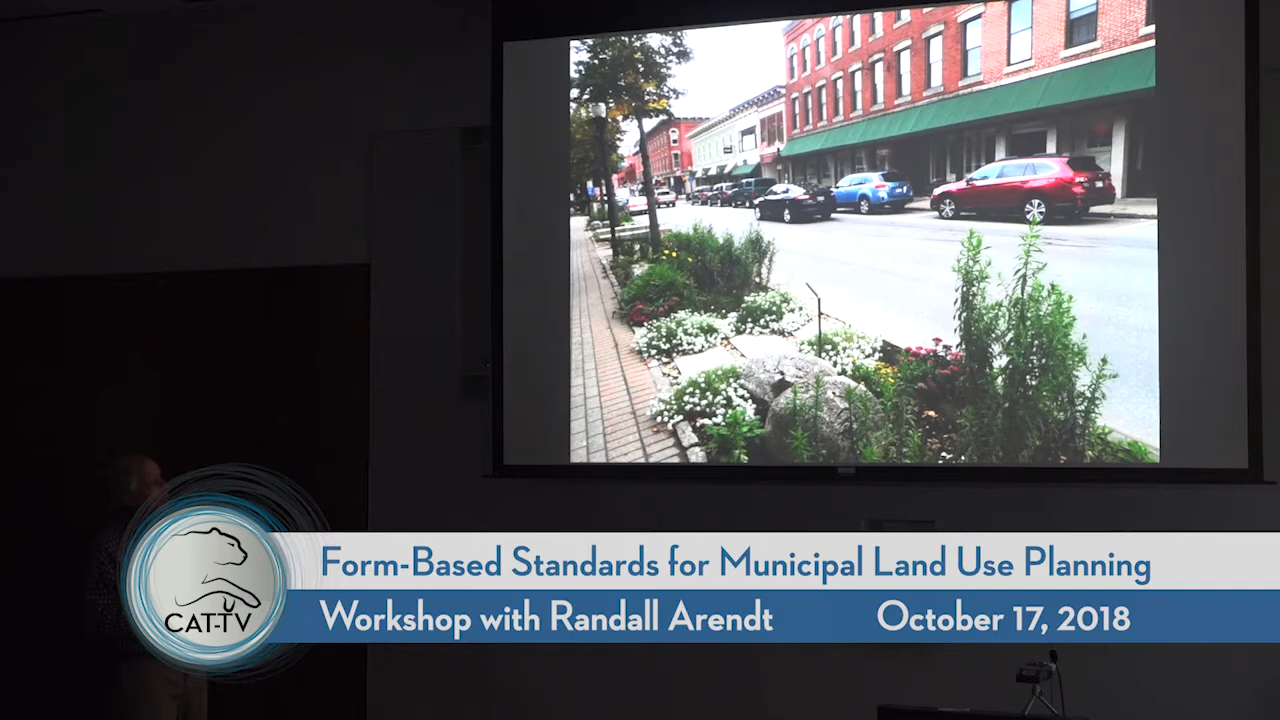 Form-Based Standards for Municipal Land Use Planning
Workshop with Randall Arendt October 17, 2018
CAT-TV